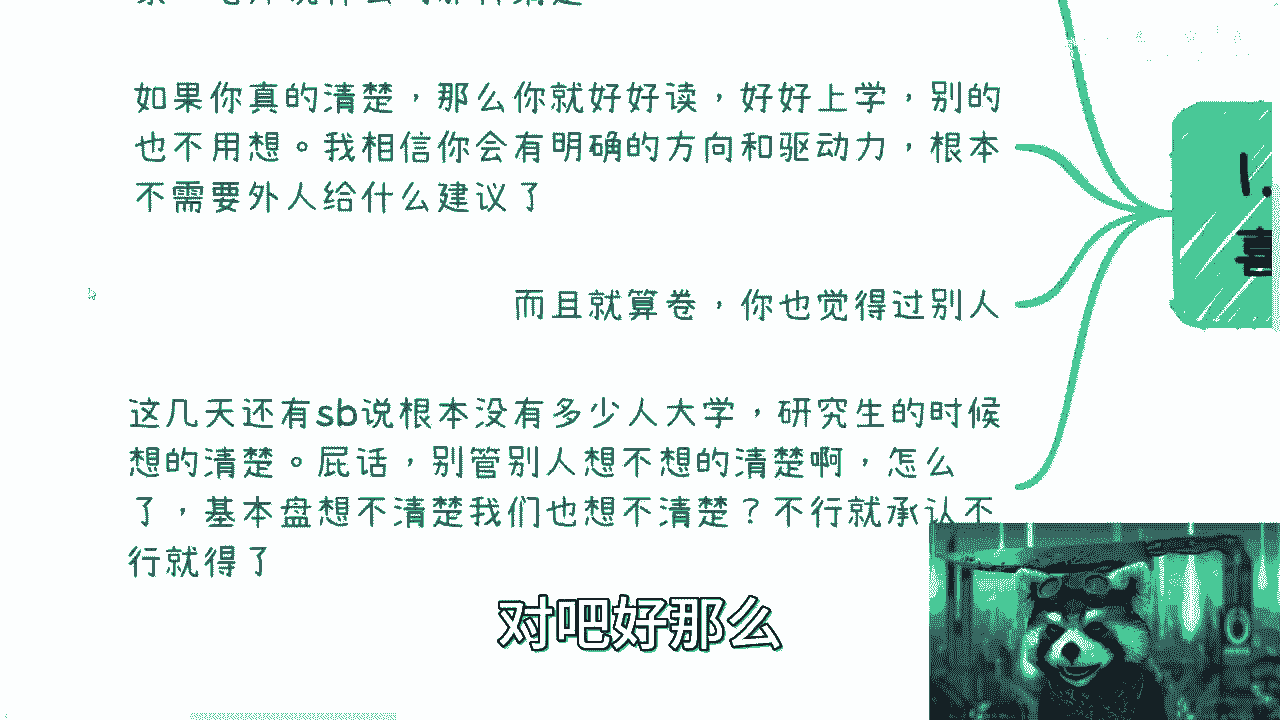 如果你真的清楚，那么你就好好读，好好上学，别的
也不用想。我相信你会有明确的方向和驱动力，根本
不需要外人给什么建议了
而且就算卷，你也觉得过别人
这几天还有sb说根本没有多少人大学，研究生的时候
想的清楚。屁话，别管别人想不想的清楚啊，怎么
了，基本盘想不清楚我们也想不清楚？不行就承认不
行就得了
1.
对吧好那么